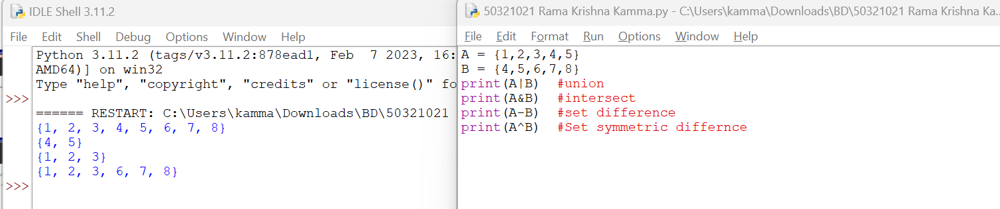 IDLE Shell 3.11.2
File Edit Shell Debug Options Window Help
Python 3.11.2 (tags/v3.11.2:878ead1, Feb  7 2023, 16:
AMD64)] on win32
Type "help", "copyright", "credits" or "license()" fo
>>>
====== RESTART: C:\Users\kamma\Downloads\BD\50321021
{1, 2, 3, 4, 5, 6, 7, 8}
{4, 5}
{1, 2, 3}
{1, 2, 3, 6, 7, 8}
>>>
50321021 Rama Krishna Kamma.py - C:\Users\kamma\Downloads\BD\50321021 Rama Krishna Ka...
File Edit Format Run Options Window Help
A = {1,2,3,4,5}
B = {4,5,6,7,8}
print(A|B)  #union
print(A&B)  #intersect
print(A-B)  #set difference
print(A^B)  #Set symmetric differnce